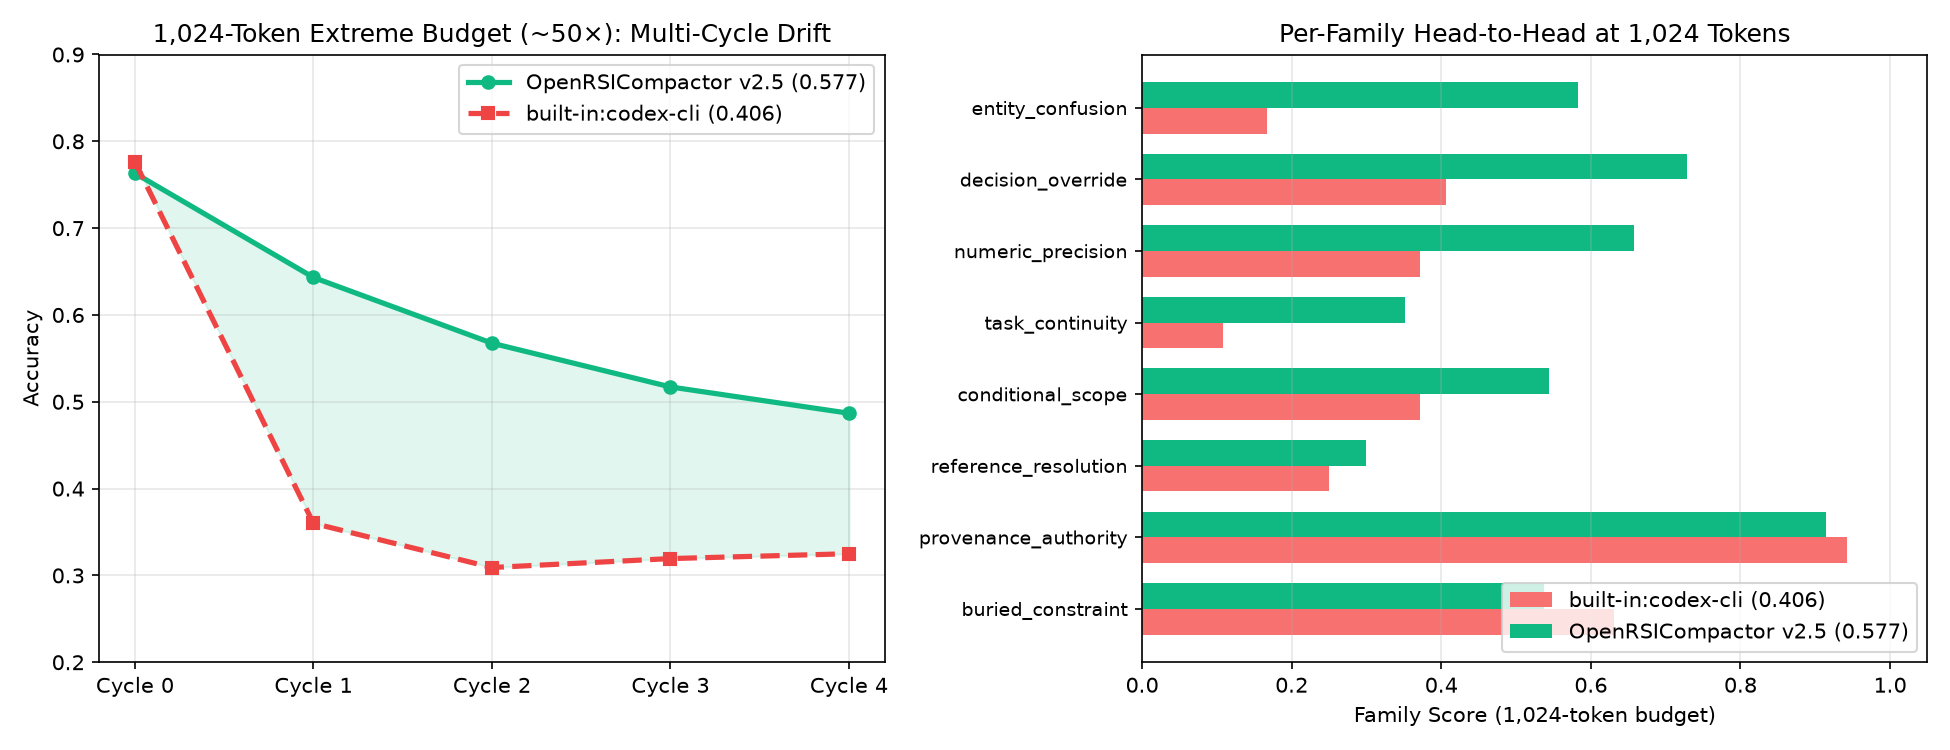 1,024-Token Extreme Budget (~50×): Multi-Cycle Drift
OpenRSICompactor v2.5 (0.577)
built-in:codex-cli (0.406)
Accuracy
0.9
0.8
0.7
0.6
0.5
0.4
0.3
0.2
Cycle 0
Cycle 1
Cycle 2
Cycle 3
Cycle 4
Per-Family Head-to-Head at 1,024 Tokens
entity_confusion
decision_override
numeric_precision
task_continuity
conditional_scope
reference_resolution
provenance_authority
buried_constraint
built-in:codex-cli (0.406)
OpenRSICompactor v2.5 (0.577)
0.0
0.2
0.4
0.6
0.8
1.0
Family Score (1,024-token budget)